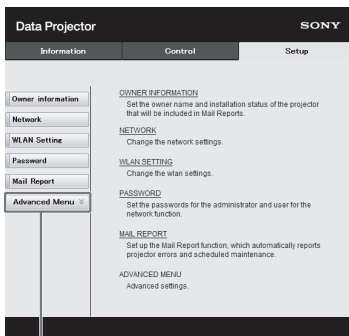 Data Projector
SONY
Information
Control
Setup
Owner information
Network
WLAN Setting
Password
Mail Report
Advanced Menu
OWNER INFORMATION
Set the owner name and installation status of the projector
that will be included in Mail Reports.
NETWORK
Change the network settings.
WLAN SETTING
Change the wlan settings.
PASSWORD
Set the passwords for the administrator and user for the
network function.
MAIL REPORT
Set up the Mail Report function, which automatically reports
projector errors and scheduled maintenance.
ADVANCED MENU
Advanced settings.